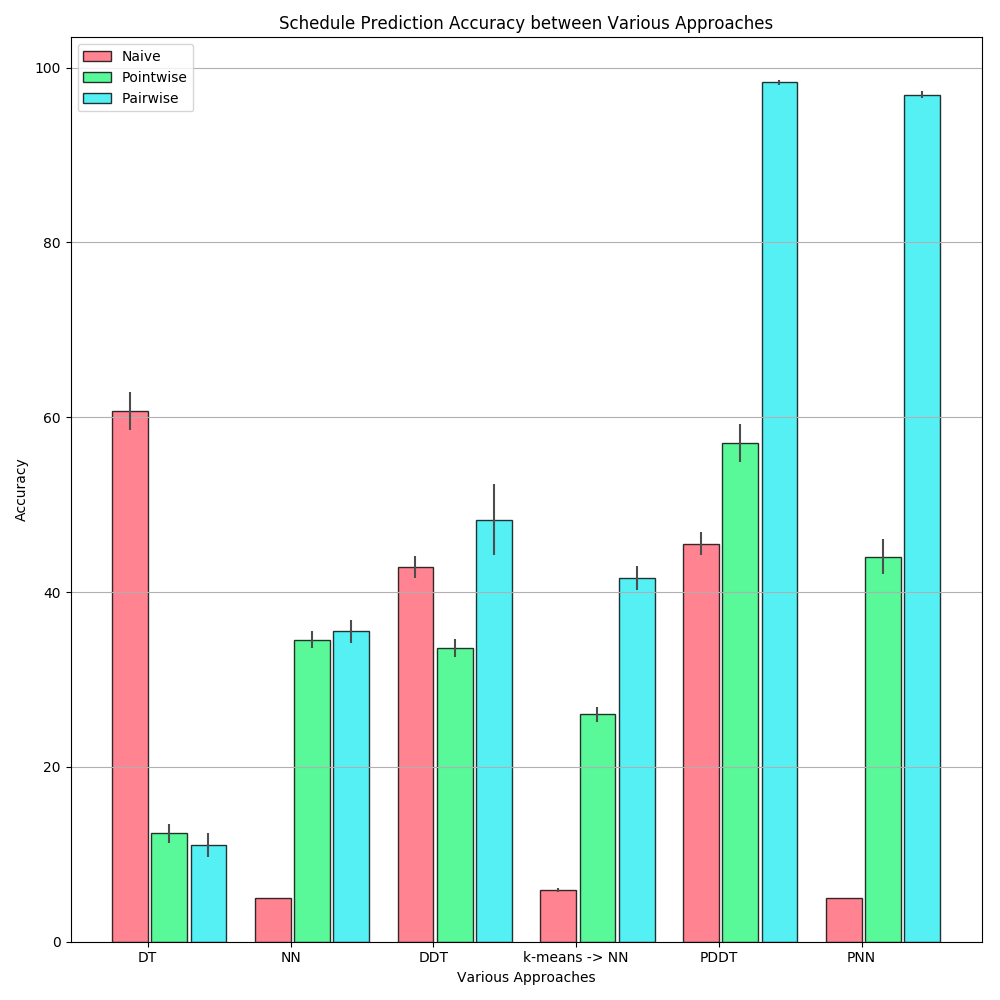 Schedule Prediction Accuracy between Various Approaches
Naive
Pointwise
Pairwise
100
80
60
40
20
0
Accuracy
DT NN DDT k-means -> NN PDDT PNN
Various Approaches